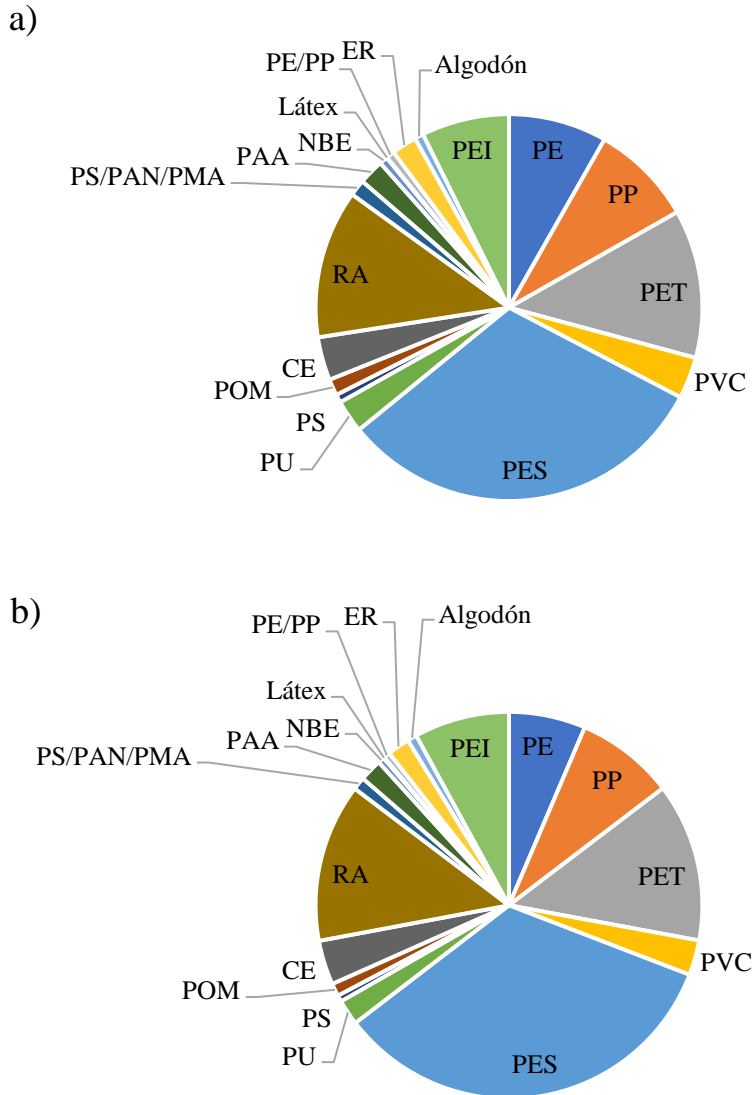 a)
ER
PE/PP
Algodón
Látex
NBE
PEI
PE
PAA
PP
PS/PAN/PMA
RA
PET
CE
PVC
POM
PS
PU
PES
b)
ER
Algodón
PE/PP
Látex
NBE
PS/PAN/PMA
PAA
PEI
PE
PP
RA
PET
CE
PVC
POM
PS
PU
PES